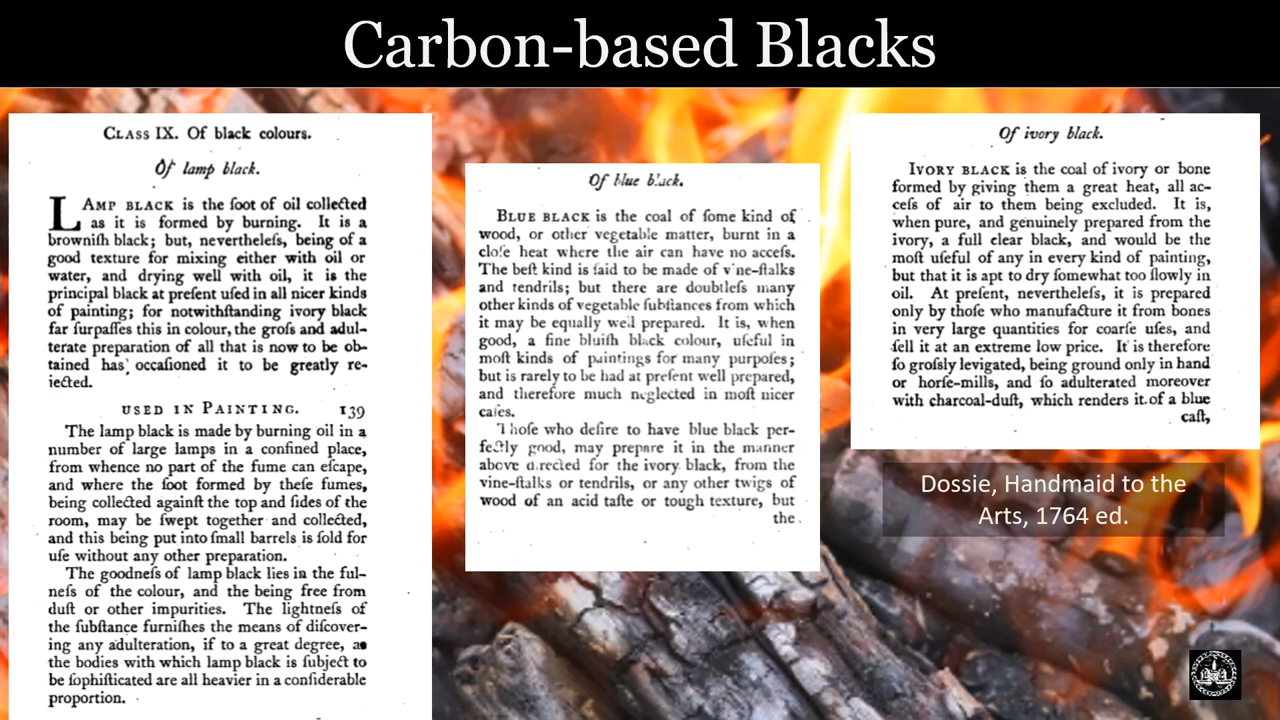 Carbon-based Blacks
CLASS IX. Of black colours.
Of lamp black.
LAMP BLACK is the ſoot of oil collected
as it is formed by burning. It is a
browniſh black; but, nevertheleſs, being of a
good texture for mixing either with oil or
water, and drying well with oil, it is the
principal black at preſent uſed in all nicer kinds
of painting; for notwithſtanding ivory black
far ſurpaſſes this in colour, the groſs and adul-
terate preparation of all that is now to be ob-
tained has occaſioned it to be greatly re-
jected.
USED IN PAINTING. 139
The lamp black is made by burning oil in a
number of large lamps in a confined place,
from whence no part of the fume can eſcape,
and where the ſoot formed by theſe fumes,
being collected againſt the top and ſides of the
room, may be ſwept together and collected,
and this being put into ſmall barrels is ſold for
uſe without any other preparation.
The goodneſs of lamp black lies in the ful-
neſs of the colour, and the being free from
duſt or other impurities. The lightneſs of
the ſubſtance furniſhes the means of diſcover-
ing any adulteration, if to a great degree, as
the bodies with which lamp black is ſubject to
be ſophiſticated are all heavier in a conſiderable
proportion.
Of blue black.
BLUE BLACK is the coal of ſome kind of
wood, or other vegetable matter, burnt in a
cloſe heat where the air can have no acceſs.
The beſt kind is ſaid to be made of vine-ſtalks
and tendrils; but there are doubtleſs many
other kinds of vegetable ſubſtances from which
it may be equally well prepared. It is, when
good, a fine bluiſh black colour, uſeful in
moſt kinds of paintings for many purpoſes;
but is rarely to be had at preſent well prepared,
and therefore much neglected in moſt nicer
caſes.
Thoſe who deſire to have blue black per-
fectly good, may prepare it in the manner
above directed for the ivory black, from the
vine-ſtalks or tendrils, or any other twigs of
wood of an acid taſte or tough texture, but
the
Of ivory black.
IVORY BLACK is the coal of ivory or bone
formed by giving them a great heat, all ac-
ceſs of air to them being excluded. It is,
when pure, and genuinely prepared from the
ivory, a full clear black, and would be the
moſt uſeful of any in every kind of painting,
but that it is apt to dry ſomewhat too ſlowly in
oil. At preſent, nevertheleſs, it is prepared
only by thoſe who manufacture it from bones
in very large quantities for coarſe uſes, and
ſell it at an extreme low price. It is therefore
ſo groſly levigated, being ground only in hand
or horſe-mills, and ſo adulterated moreover
with charcoal-duſt, which renders it of a blue
caſt,
Dossie, Handmaid to the
Arts, 1764 ed.